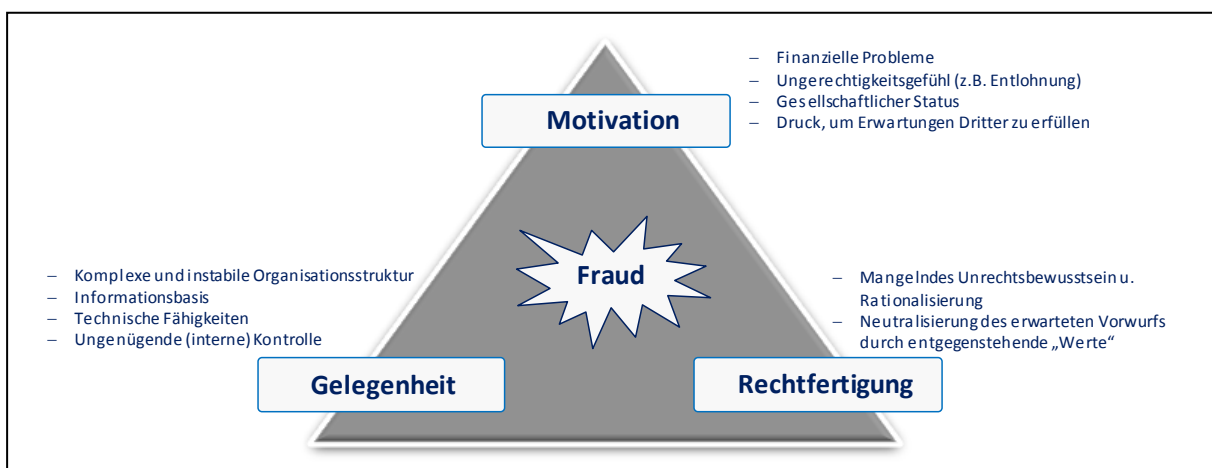 – Finanzielle Probleme
– Ungerechtigkeitsgefühl (z.B. Entlohnung)
– Gesellschaftlicher Status
– Druck, um Erwartungen Dritter zu erfüllen
Motivation
Fraud
– Komplexe und instabile Organisationsstruktur
– Informationsbasis
– Technische Fähigkeiten
– Ungenügende (interne) Kontrolle
Gelegenheit
– Mangelndes Unrechtsbewusstsein u.
Rationalisierung
– Neutralisierung des erwarteten Vorwurfs
durch entgegenstehende „Werte“
Rechtfertigung